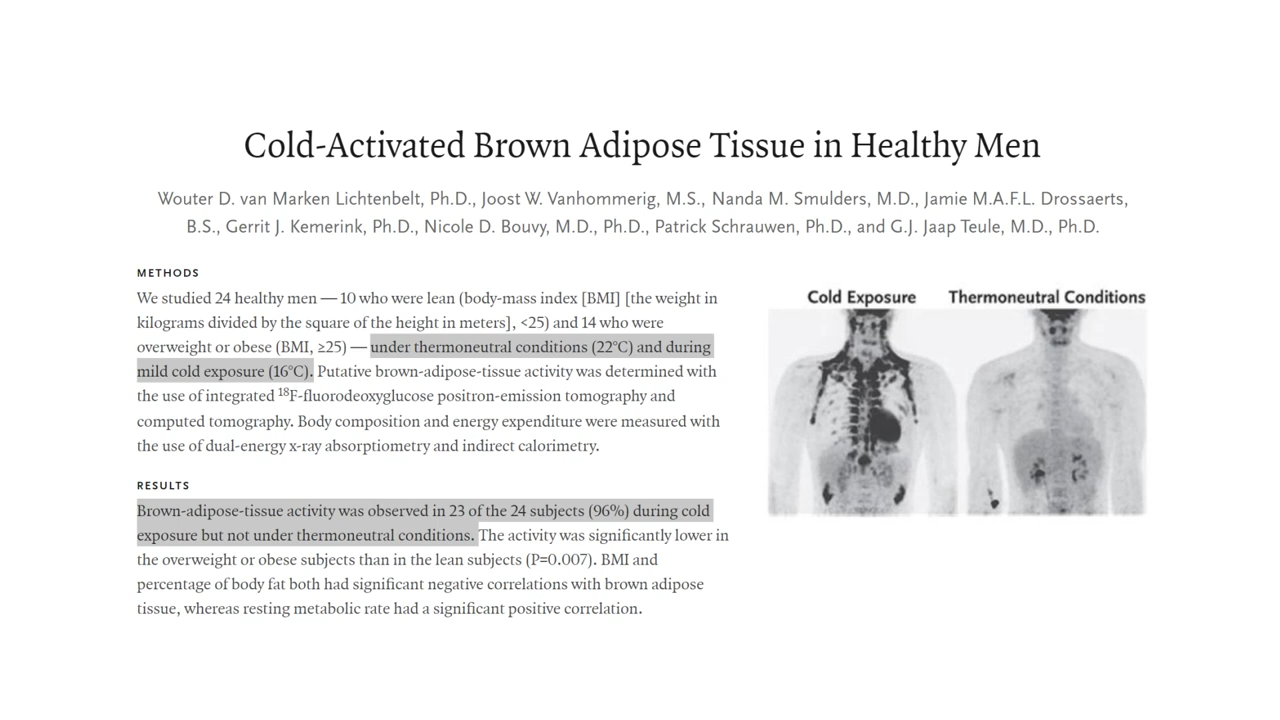 Cold-Activated Brown Adipose Tissue in Healthy Men
Wouter D. van Marken Lichtenbelt, Ph.D., Joost W. Vanhommerig, M.S., Nanda M. Smulders, M.D., Jamie M.A.F.L. Drossaerts,
B.S., Gerrit J. Kemerink, Ph.D., Nicole D. Bouvy, M.D., Ph.D., Patrick Schrauwen, Ph.D., and G.J. Jaap Teule, M.D., Ph.D.
METHODS
We studied 24 healthy men — 10 who were lean (body-mass index [BMI] [the weight in
kilograms divided by the square of the height in meters], <25) and 14 who were
overweight or obese (BMI, ≥25) — under thermoneutral conditions (22°C) and during
mild cold exposure (16°C). Putative brown-adipose-tissue activity was determined with
the use of integrated ¹⁸F-fluorodeoxyglucose positron-emission tomography and
computed tomography. Body composition and energy expenditure were measured with
the use of dual-energy x-ray absorptiometry and indirect calorimetry.
RESULTS
Brown-adipose-tissue activity was observed in 23 of the 24 subjects (96%) during cold
exposure but not under thermoneutral conditions. The activity was significantly lower in
the overweight or obese subjects than in the lean subjects (P=0.007). BMI and
percentage of body fat both had significant negative correlations with brown adipose
tissue, whereas resting metabolic rate had a significant positive correlation.
Cold Exposure
Thermoneutral Conditions